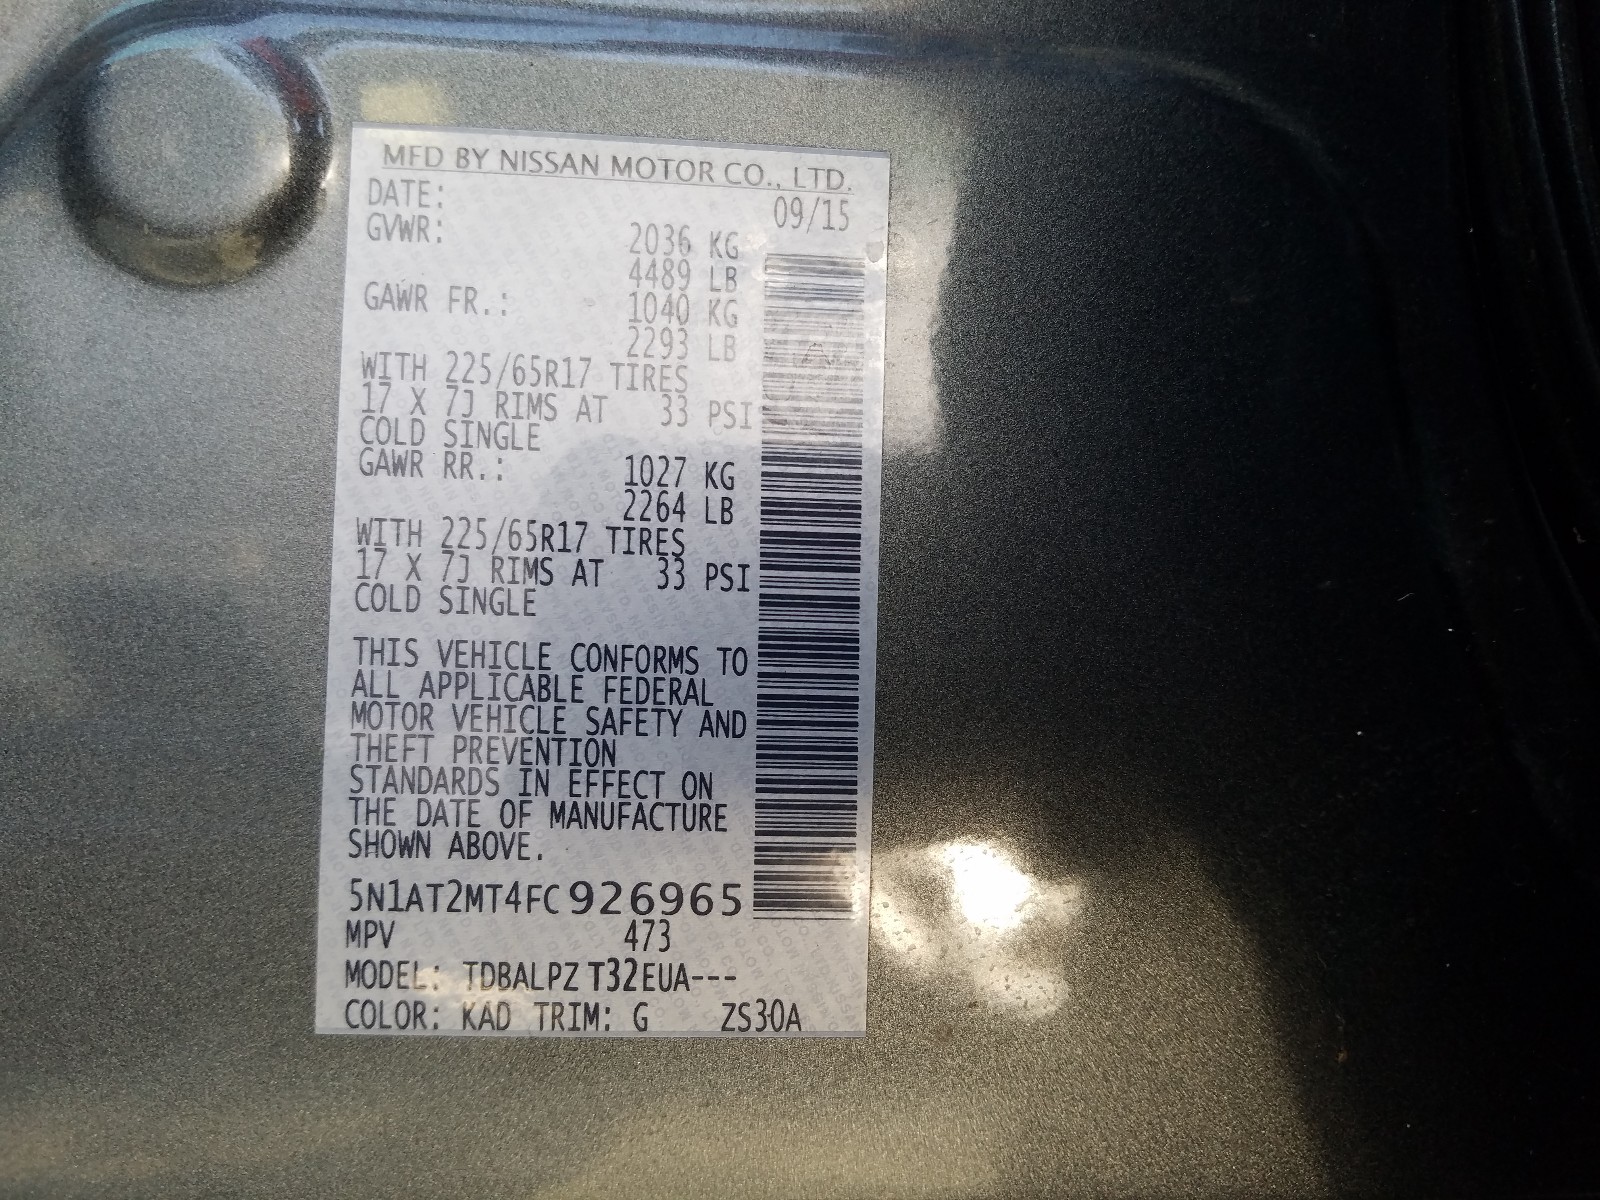 MFD BY NISSAN MOTOR CO., LTD.
DATE: 09/15
GVWR: 2036 KG
4489 LB
GAWR FR.: 1040 KG
2293 LB
WITH 225/65R17 TIRES
17 X 7J RIMS AT 33 PSI
COLD SINGLE
GAWR RR.: 1027 KG
2264 LB
WITH 225/65R17 TIRES
17 X 7J RIMS AT 33 PSI
COLD SINGLE
THIS VEHICLE CONFORMS TO
ALL APPLICABLE FEDERAL
MOTOR VEHICLE SAFETY AND
THEFT PREVENTION
STANDARDS IN EFFECT ON
THE DATE OF MANUFACTURE
SHOWN ABOVE.
5N1AT2MT4FC926965
MPV 473
MODEL: TDBALPZ T32EUA---
COLOR: KAD TRIM: G ZS30A